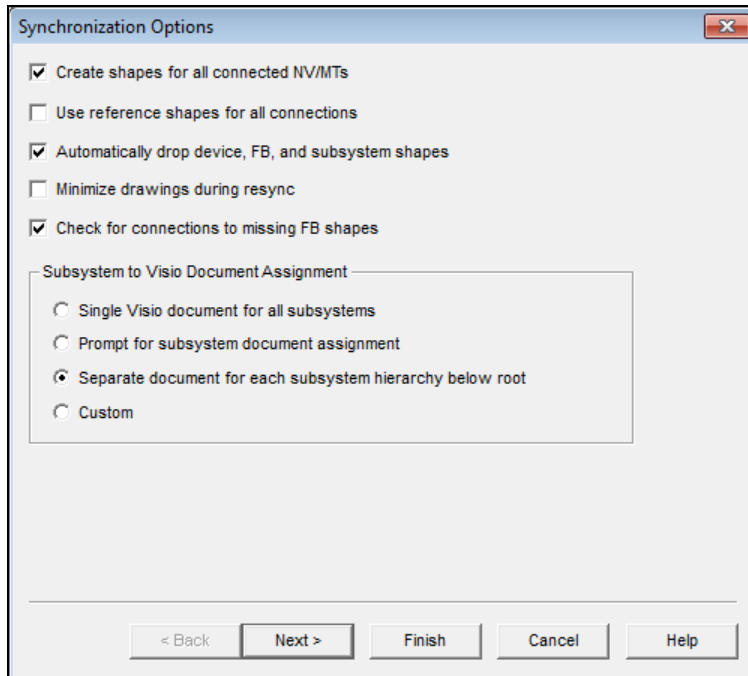 Synchronization Options
Create shapes for all connected NV/MTs
Use reference shapes for all connections
Automatically drop device, FB, and subsystem shapes
Minimize drawings during resync
Check for connections to missing FB shapes
Subsystem to Visio Document Assignment
Single Visio document for all subsystems
Prompt for subsystem document assignment
Separate document for each subsystem hierarchy below root
Custom
< Back Next > Finish Cancel Help